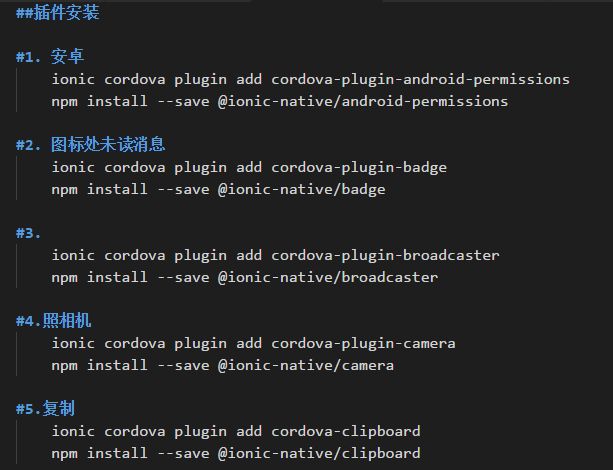 ##插件安装
#1. 安卓
ionic cordova plugin add cordova-plugin-android-permissions
npm install --save @ionic-native/android-permissions
#2. 图标处未读消息
ionic cordova plugin add cordova-plugin-badge
npm install --save @ionic-native/badge
#3.
ionic cordova plugin add cordova-plugin-broadcaster
npm install --save @ionic-native/broadcaster
#4.照相机
ionic cordova plugin add cordova-plugin-camera
npm install --save @ionic-native/camera
#5.复制
ionic cordova plugin add cordova-clipboard
npm install --save @ionic-native/clipboard